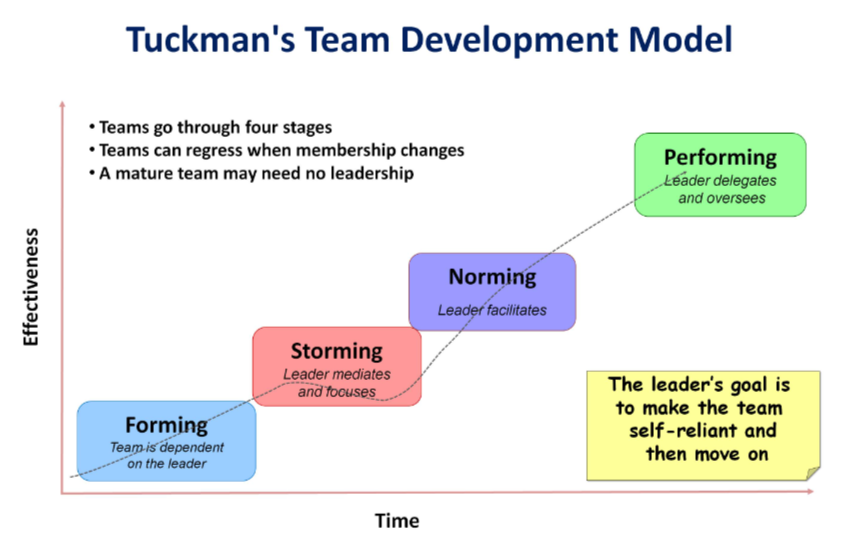 Tuckman's Team Development Model
• Teams go through four stages
• Teams can regress when membership changes
• A mature team may need no leadership
Performing
Leader delegates
and oversees
Norming
Leader facilitates
Storming
Leader mediates
and focuses
Forming
Team is dependent
on the leader
The leader's goal is
to make the team
self-reliant and
then move on
Effectiveness
Time